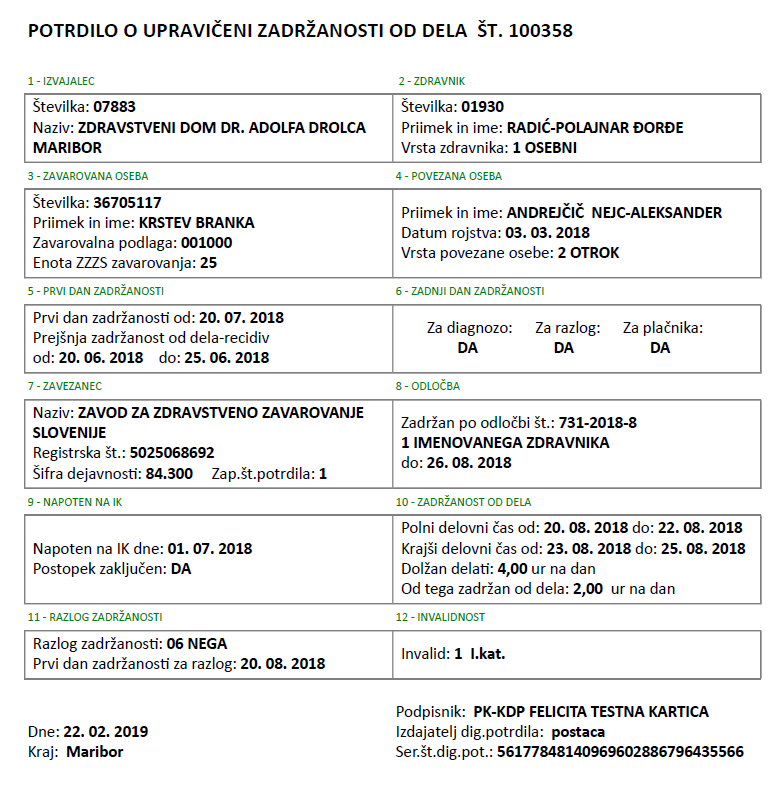 POTRDILO O UPRAVIČENI ZADRŽANOSTI OD DELA ŠT. 100358
1 - IZVAJALEC
Številka: 07883
Naziv: ZDRAVSTVENI DOM DR. ADOLFA DROLCA
MARIBOR
2 - ZDRAVNIK
Številka: 01930
Priimek in ime: RADIĆ-POLAJNAR ĐORĐE
Vrsta zdravnika: 1 OSEBNI
3 - ZAVAROVANA OSEBA
Številka: 36705117
Priimek in ime: KRSTEV BRANKA
Zavarovalna podlaga: 001000
Enota ZZZS zavarovanja: 25
4 - POVEZANA OSEBA
Priimek in ime: ANDREJČIČ NEJC-ALEKSANDER
Datum rojstva: 03. 03. 2018
Vrsta povezane osebe: 2 OTROK
5 - PRVI DAN ZADRŽANOSTI
Prvi dan zadržanosti od: 20. 07. 2018
Prejšnja zadržanost od dela-recidiv
od: 20. 06. 2018 do: 25. 06. 2018
6 - ZADNJI DAN ZADRŽANOSTI
Za diagnozo: Za razlog: Za plačnika:
DA DA DA
7 - ZAVEZANEC
Naziv: ZAVOD ZA ZDRAVSTVENO ZAVAROVANJE
SLOVENIJE
Registrska št.: 5025068692
Šifra dejavnosti: 84.300 Zap.št.potrdila: 1
8 - ODLOČBA
Zadržan po odločbi št.: 731-2018-8
1 IMENOVANEGA ZDRAVNIKA
do: 26. 08. 2018
9 - NAPOTEN NA IK
Napoten na IK dne: 01. 07. 2018
Postopek zaključen: DA
10 - ZADRŽANOST OD DELA
Polni delovni čas od: 20. 08. 2018 do: 22. 08. 2018
Krajši delovni čas od: 23. 08. 2018 do: 25. 08. 2018
Dolžan delati: 4,00 ur na dan
Od tega zadržan od dela: 2,00 ur na dan
11 - RAZLOG ZADRŽANOSTI
Razlog zadržanosti: 06 NEGA
Prvi dan zadržanosti za razlog: 20. 08. 2018
12 - INVALIDNOST
Invalid: 1 I.kat.
Dne: 22. 02. 2019
Kraj: Maribor
Podpisnik: PK-KDP FELICITA TESTNA KARTICA
Izdajatelj dig.potrdila: postaca
Ser.št.dig.pot.: 56177848140969602886796435566